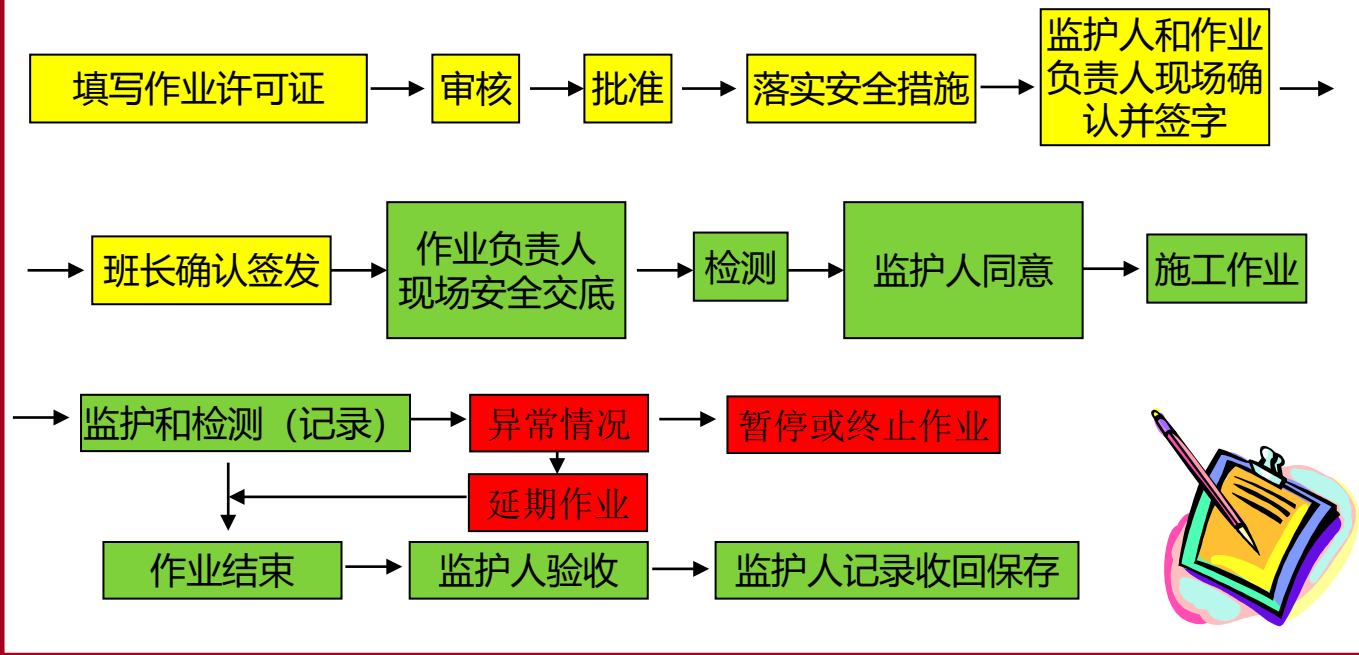 填写作业许可证
审核
批准
落实安全措施
监护人和作业
负责人现场确
认并签字
班长确认签发
作业负责人
现场安全交底
检测
监护人同意
施工作业
监护和检测（记录）
异常情况
暂停或终止作业
延期作业
作业结束
监护人验收
监护人记录收回保存